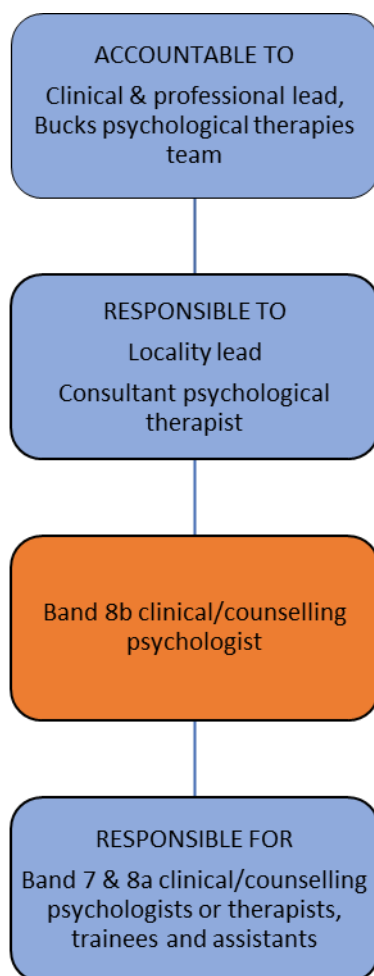 ACCOUNTABLE TO
Clinical & professional lead,
Bucks psychological therapies
team
RESPONSIBLE TO
Locality lead
Consultant psychological
therapist
Band 8b clinical/counselling
psychologist
RESPONSIBLE FOR
Band 7 & 8a clinical/counselling
psychologists or therapists,
trainees and assistants